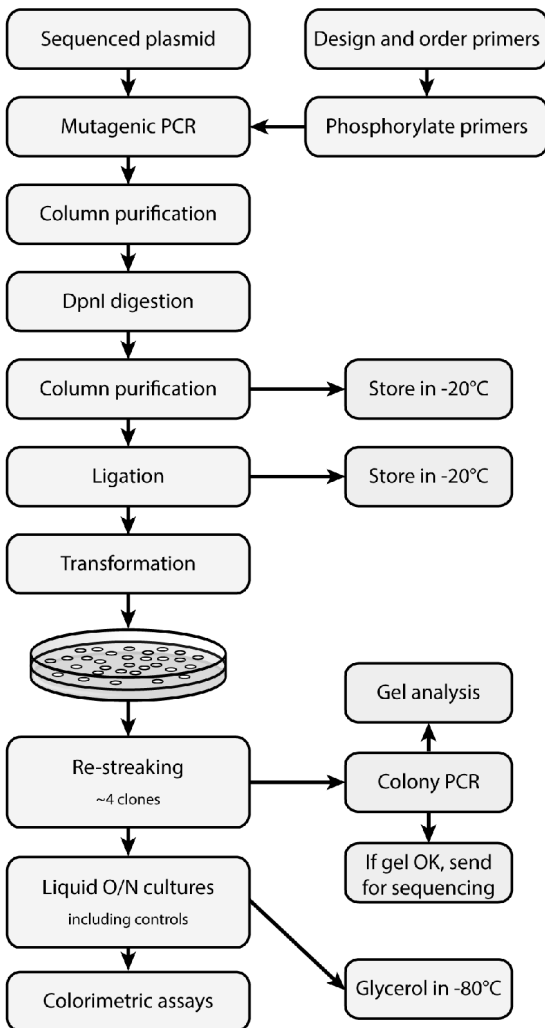 Sequenced plasmid
Design and order primers
Mutagenic PCR
Phosphorylate primers
Column purification
DpnI digestion
Column purification
Store in -20°C
Ligation
Store in -20°C
Transformation
Gel analysis
Re-streaking
~4 clones
Colony PCR
If gel OK, send
for sequencing
Liquid O/N cultures
including controls
Colorimetric assays
Glycerol in -80°C